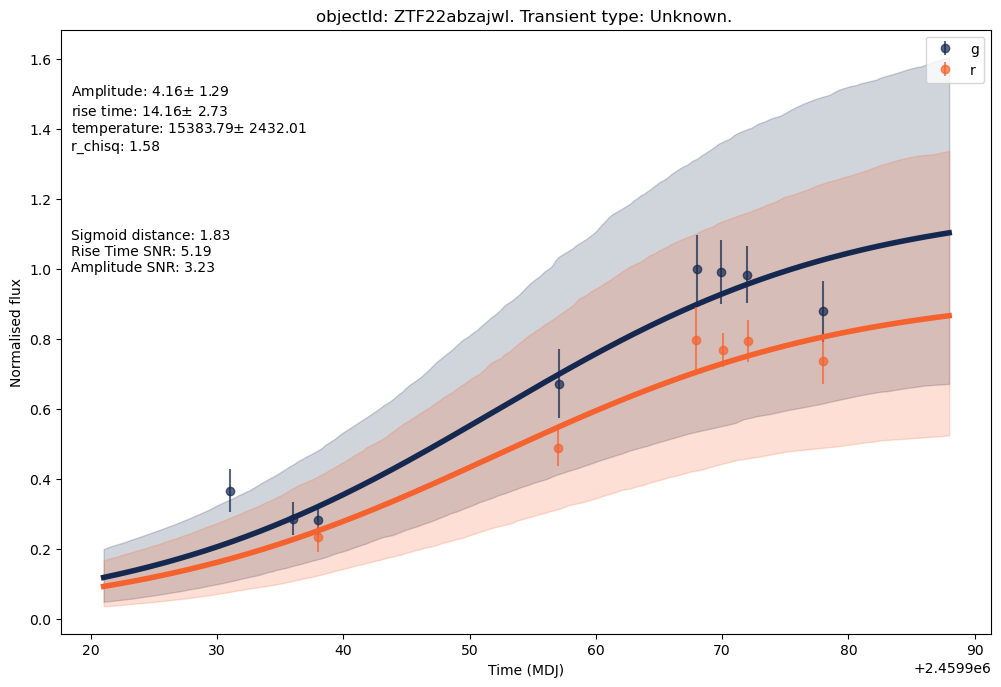 objectId: ZTF22abzajwl. Transient type: Unknown.
g
r
Amplitude: 4.16± 1.29
rise time: 14.16± 2.73
temperature: 15383.79± 2432.01
r_chisq: 1.58
Sigmoid distance: 1.83
Rise Time SNR: 5.19
Amplitude SNR: 3.23
Normalised flux
1.6
1.4
1.2
1.0
0.8
0.6
0.4
0.2
0.0
20 30 40 50 60 70 80 90
Time (MDJ)
+2.4599e6